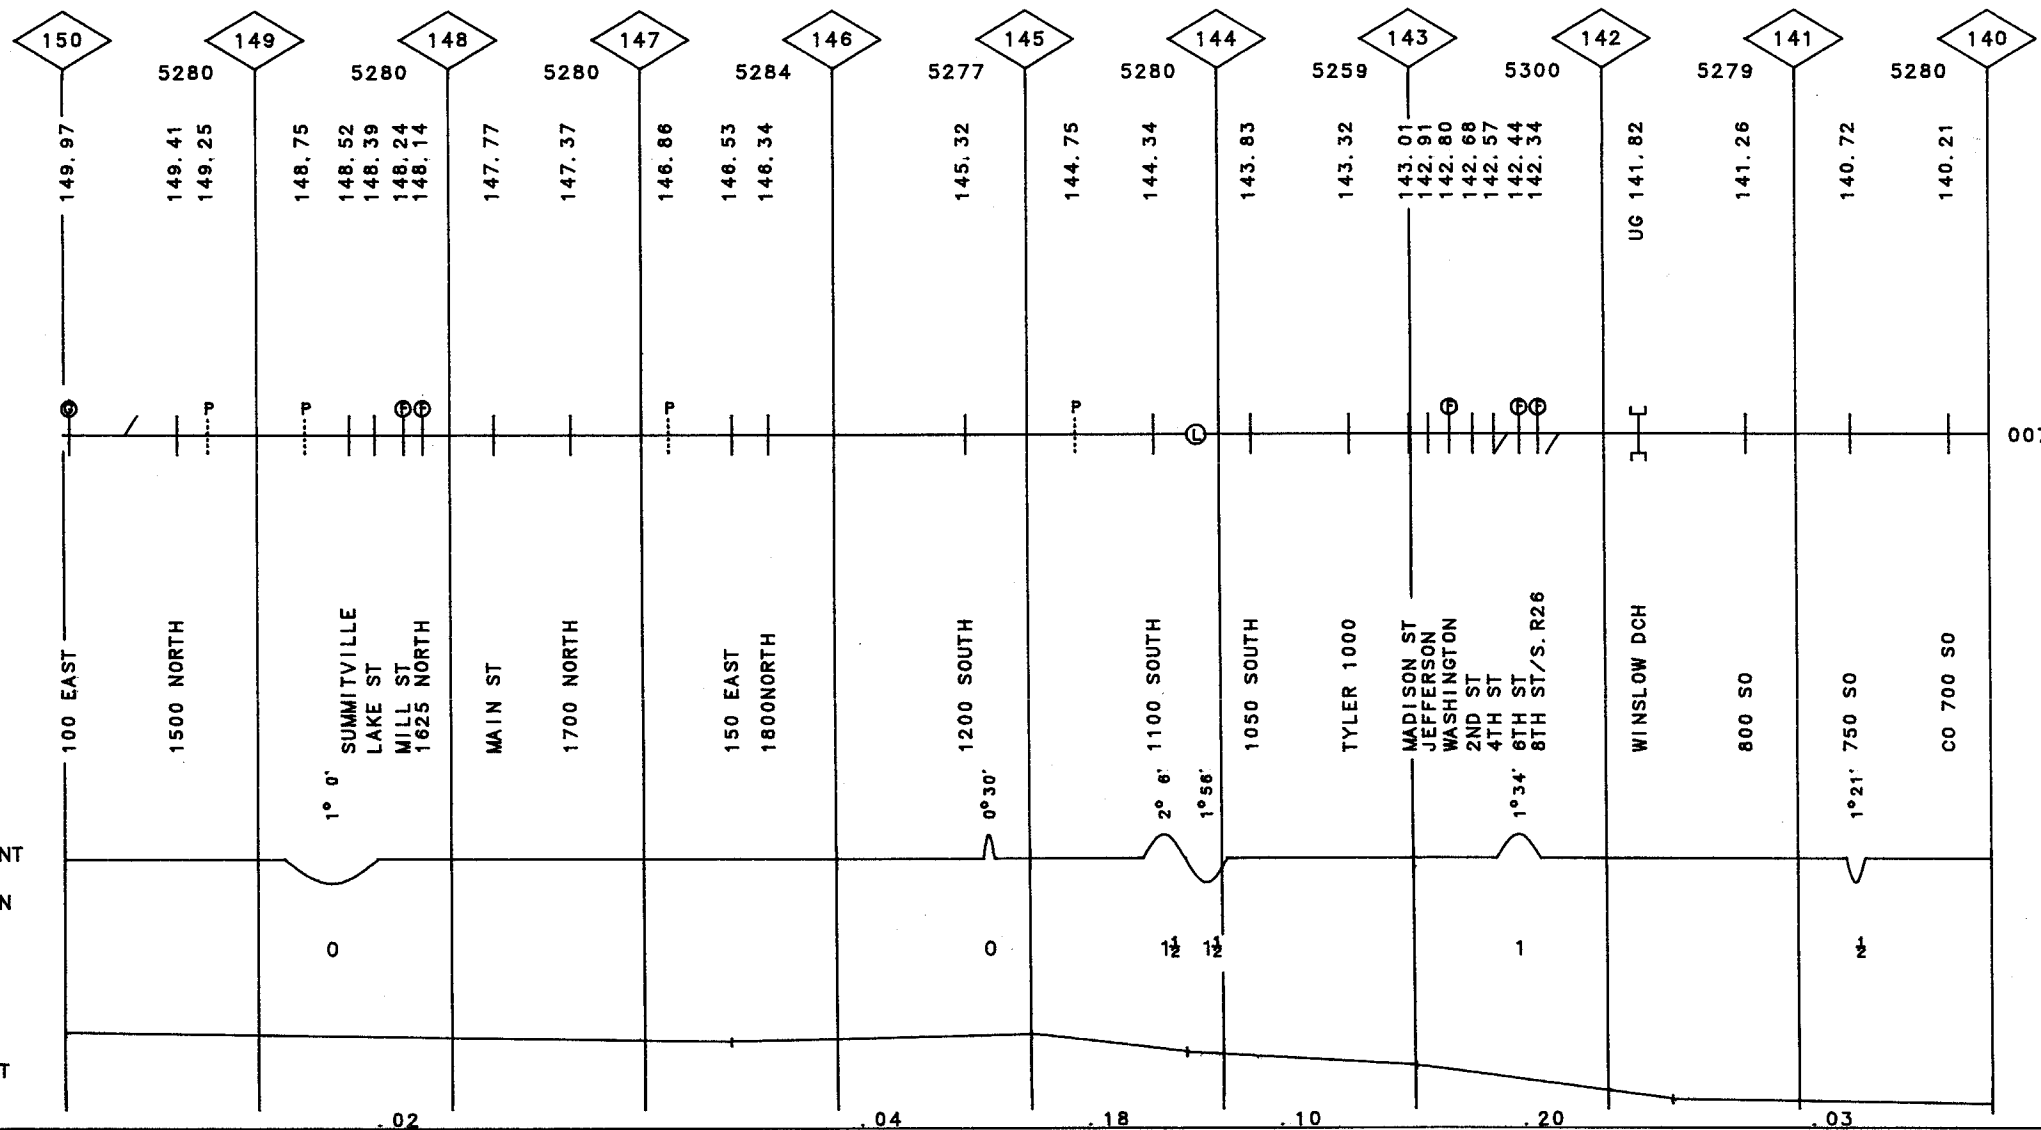 150 149 148 147 146 145 144 143 142 141 140
5280 5280 5280 5284 5277 5280 5259 5300 5279 5280
149.97
149.41
149.25
148.75
148.52
148.39
148.24
148.14
147.77
147.37
146.86
146.53
146.34
145.32
144.75
144.34
143.83
143.32
143.01
142.91
142.80
142.68
142.57
142.44
142.34
UG 141.82
141.26
140.72
140.21
P P F F P P L F F F 007
100 EAST
1500 NORTH
SUMMITVILLE
LAKE ST
MILL ST
1625 NORTH
MAIN ST
1700 NORTH
150 EAST
1800NORTH
1200 SOUTH
1100 SOUTH
1050 SOUTH
TYLER 1000
MADISON ST
JEFFERSON
WASHINGTON
2ND ST
4TH ST
6TH ST
8TH ST/S.R26
WINSLOW DCH
800 SO
750 SO
CO 700 SO
1° 0' 0°30' 2° 6' 1°56' 1°34' 1°21'
NT
N
0 0 1½ 1½ 1 ½
T
.02 .04 .18 .10 .20 .03